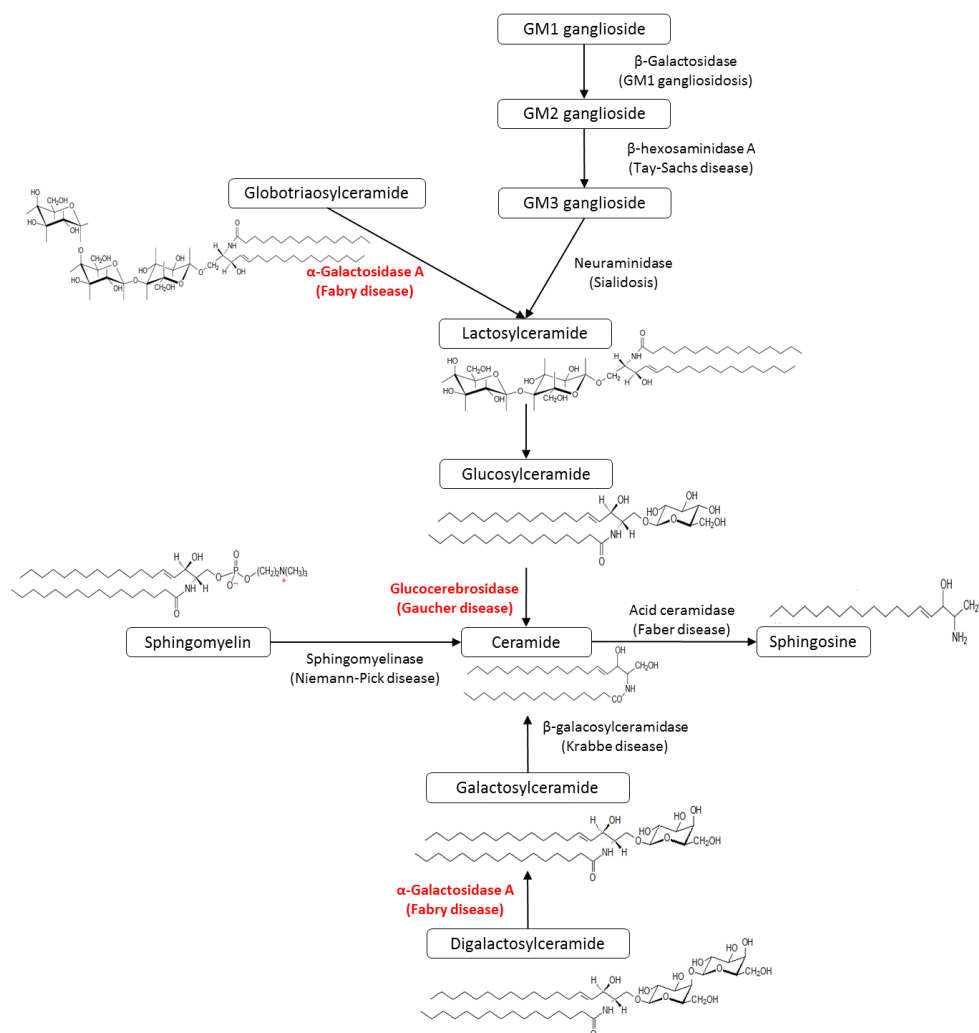 GM1 ganglioside
β-Galactosidase
(GM1 gangliosidosis)
GM2 ganglioside
β-hexosaminidase A
(Tay-Sachs disease)
Globotriaosylceramide
GM3 ganglioside
α-Galactosidase A
(Fabry disease)
Neuraminidase
(Sialidosis)
Lactosylceramide
Glucosylceramide
Glucocerebrosidase
(Gaucher disease)
Acid ceramidase
(Faber disease)
Sphingomyelin
Ceramide
Sphingosine
Sphingomyelinase
(Niemann-Pick disease)
β-galacosylceramidase
(Krabbe disease)
Galactosylceramide
α-Galactosidase A
(Fabry disease)
Digalactosylceramide